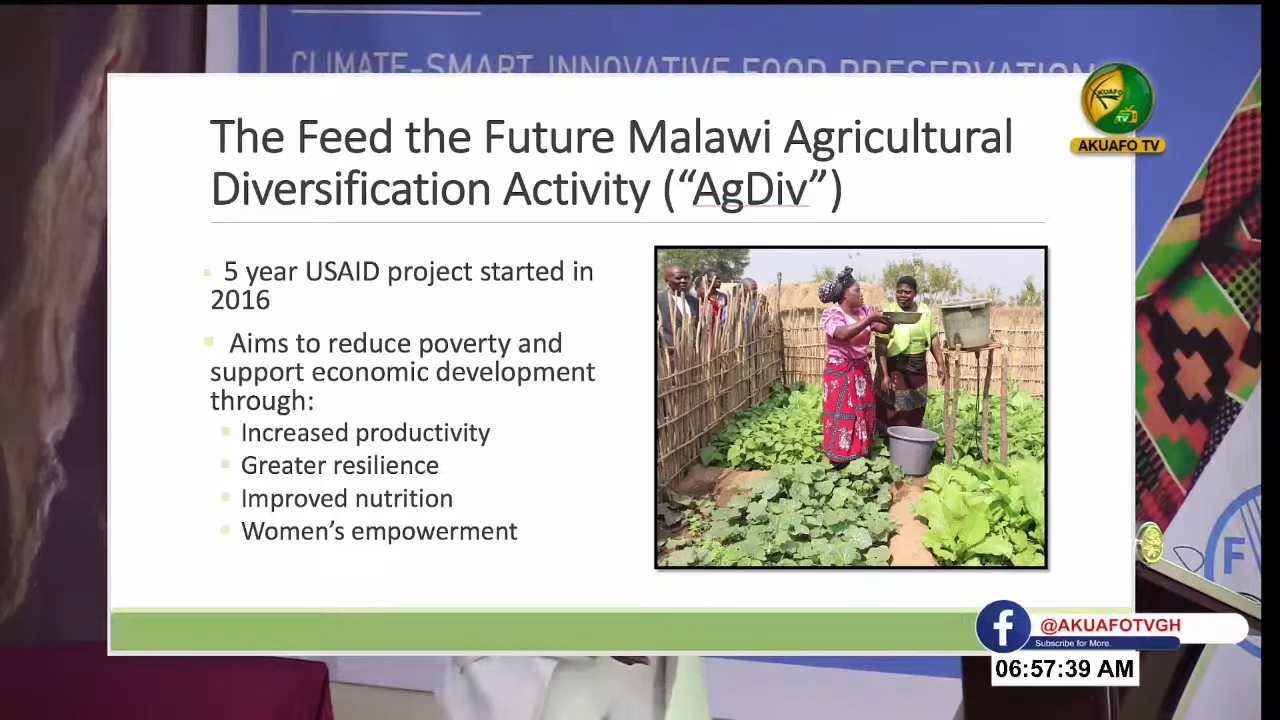 CLIMATE-SMART INNOVATIVE FOOD PRESERVATION
The Feed the Future Malawi Agricultural
Diversification Activity (“AgDiv”)
5 year USAID project started in
2016
Aims to reduce poverty and
support economic development
through:
Increased productivity
Greater resilience
Improved nutrition
Women’s empowerment
AKUAFO
TV
AKUAFO TV
F
@AKUAFOTVGH
Subscribe for More.
06:57:39 AM